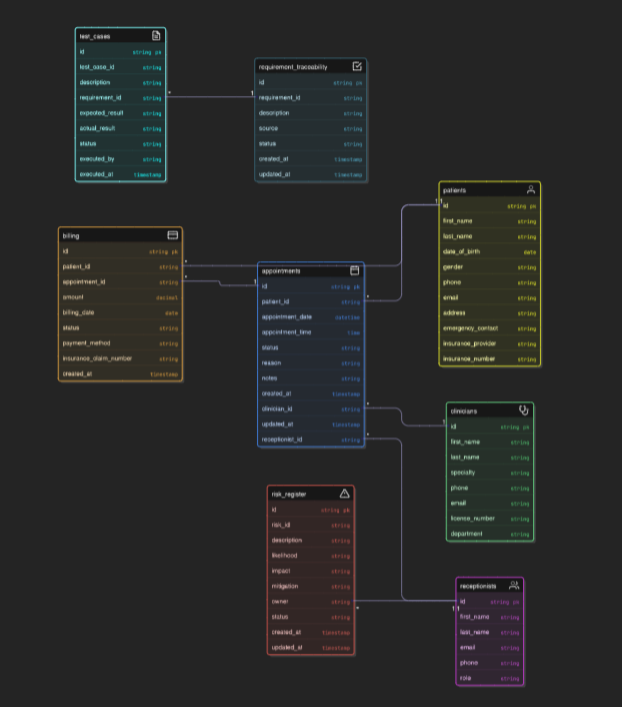 test_cases
id string pk
test_case_id string
description string
requirement_id string
expected_result string
actual_result string
status string
executed_by string
executed_at timestamp
requirement_traceability
id string pk
requirement_id string
description string
source string
status string
created_at timestamp
updated_at timestamp
patients
id string pk
first_name string
last_name string
date_of_birth date
gender string
phone string
email string
address string
emergency_contact string
insurance_provider string
insurance_number string
billing
id string pk
patient_id string
appointment_id string
amount decimal
billing_date date
status string
payment_method string
insurance_claim_number string
created_at timestamp
appointments
id string pk
patient_id string
appointment_date datetime
appointment_time time
status string
reason string
notes string
created_at timestamp
clinician_id string
updated_at timestamp
receptionist_id string
clinicians
id string pk
first_name string
last_name string
specialty string
phone string
email string
license_number string
department string
risk_register
id string pk
risk_id string
description string
likelihood string
impact string
mitigation string
owner string
status string
created_at timestamp
updated_at timestamp
receptionists
id string pk
first_name string
last_name string
email string
phone string
role string